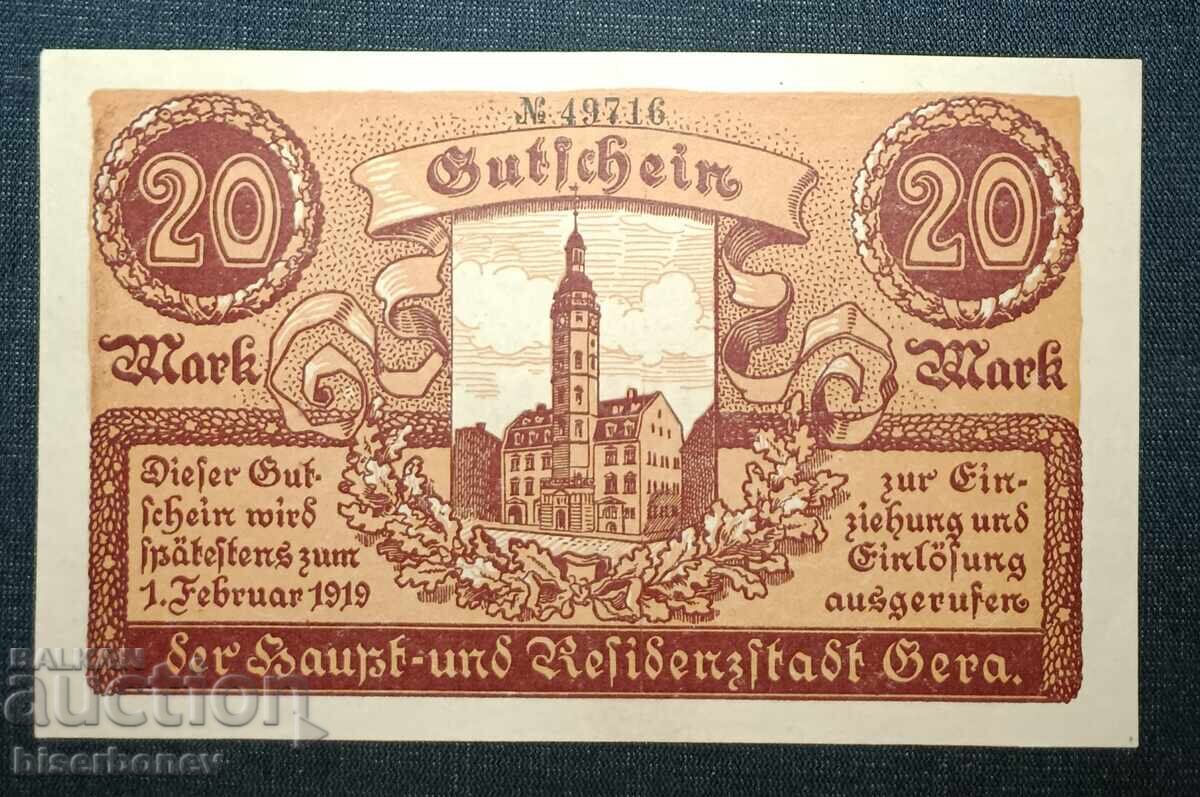 № 49716
Gutschein
20
20
Mark
Mark
Dieser Gut-
schein wird
spätestens zum
1. Februar 1919
zur Ein-
ziehung und
Einlösung
ausgerufen
der Haupt- und Residenzstadt Gera.
BALKAN
auction
biserbonev